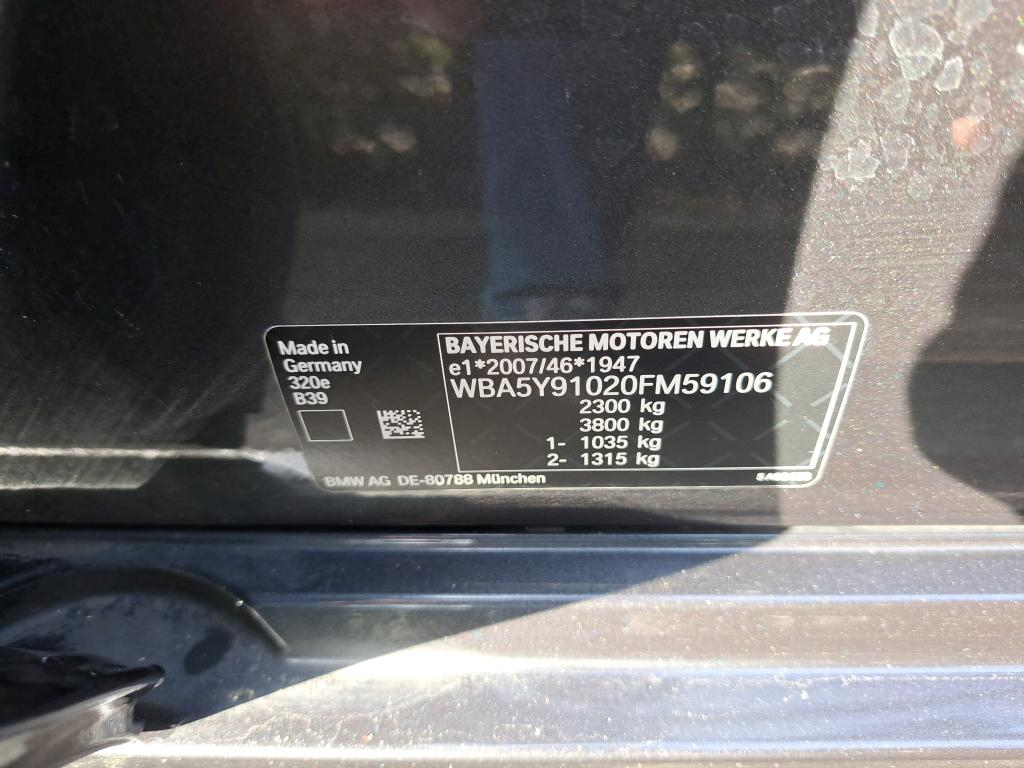 Made in
Germany
320e
B39
BAYERISCHE MOTOREN WERKE AG
e1*2007/46*1947
WBA5Y91020FM59106
2300 kg
3800 kg
1- 1035 kg
2- 1315 kg
BMW AG DE-80788 München